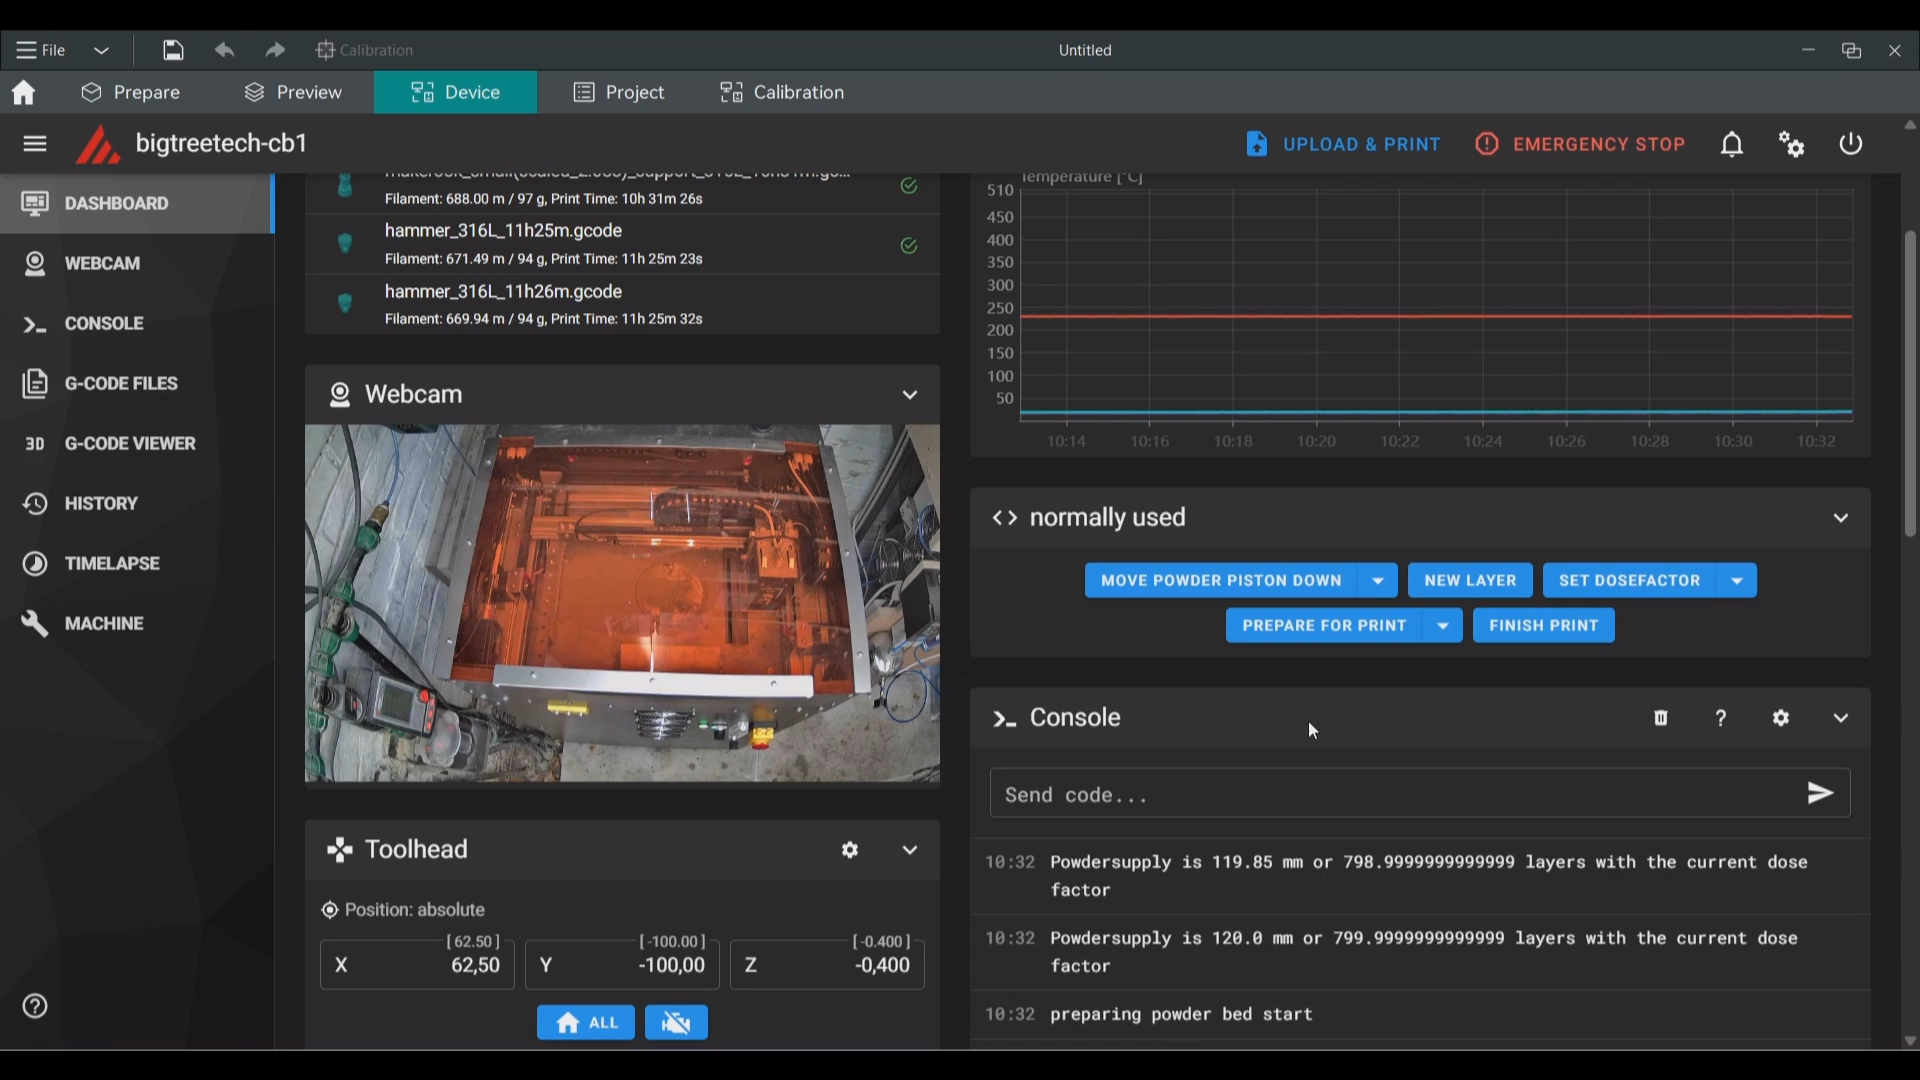 File
Calibration
Untitled
Prepare
Preview
Device
Project
Calibration
bigtreetech-cb1
UPLOAD & PRINT
EMERGENCY STOP
DASHBOARD
WEBCAM
CONSOLE
G-CODE FILES
3D G-CODE VIEWER
HISTORY
TIMELAPSE
MACHINE
Filament: 688.00 m / 97 g, Print Time: 10h 31m 26s
hammer_316L_11h25m.gcode
Filament: 671.49 m / 94 g, Print Time: 11h 25m 23s
hammer_316L_11h26m.gcode
Filament: 669.94 m / 94 g, Print Time: 11h 25m 32s
Webcam
Toolhead
Position: absolute
[ 62.50 ]
X 62,50
[ -100.00 ]
Y -100,00
[ -0.400 ]
Z -0,400
ALL
Temperature [°C]
510
450
400
350
300
250
200
150
100
50
10:14 10:16 10:18 10:20 10:22 10:24 10:26 10:28 10:30 10:32
normally used
MOVE POWDER PISTON DOWN
NEW LAYER
SET DOSEFACTOR
PREPARE FOR PRINT
FINISH PRINT
Console
Send code...
10:32 Powdersupply is 119.85 mm or 798.9999999999999 layers with the current dose
factor
10:32 Powdersupply is 120.0 mm or 799.9999999999999 layers with the current dose
factor
10:32 preparing powder bed start